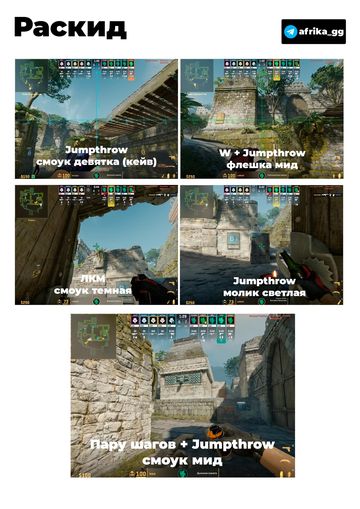 Раскид
afrika_gg
Jumpthrow
смоук девятка (кейв)
W + Jumpthrow
флешка мид
ЛКМ
смоук темная
Jumpthrow
молик светлая
Пару шагов + Jumpthrow
смоук мид